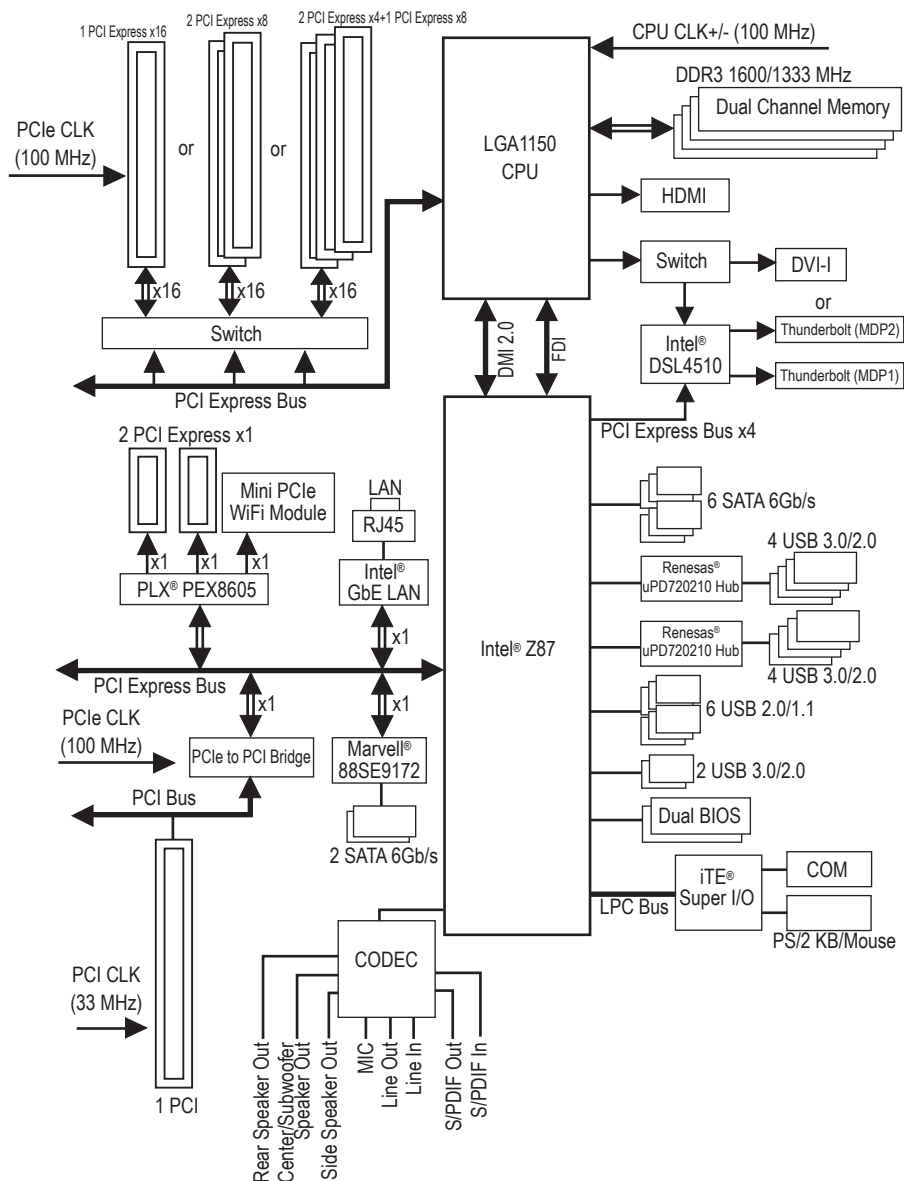 1 PCI Express x16
2 PCI Express x8
2 PCI Express x4+1 PCI Express x8
PCIe CLK
(100 MHz)
or
or
x16
x16
x16
Switch
PCI Express Bus
CPU CLK+/- (100 MHz)
DDR3 1600/1333 MHz
Dual Channel Memory
LGA1150
CPU
HDMI
Switch
DVI-I
or
Intel®
DSL4510
Thunderbolt (MDP2)
Thunderbolt (MDP1)
DMI 2.0
FDI
PCI Express Bus x4
2 PCI Express x1
Mini PCIe
WiFi Module
LAN
RJ45
x1
x1
x1
PLX® PEX8605
Intel®
GbE LAN
x1
PCI Express Bus
Intel® Z87
6 SATA 6Gb/s
Renesas®
uPD720210 Hub
4 USB 3.0/2.0
Renesas®
uPD720210 Hub
4 USB 3.0/2.0
6 USB 2.0/1.1
2 USB 3.0/2.0
Dual BIOS
PCIe CLK
(100 MHz)
x1
x1
PCIe to PCI Bridge
Marvell®
88SE9172
PCI Bus
2 SATA 6Gb/s
LPC Bus
iTE®
Super I/O
COM
PS/2 KB/Mouse
PCI CLK
(33 MHz)
1 PCI
CODEC
Rear Speaker Out
Center/Subwoofer
Speaker Out
Side Speaker Out
MIC
Line Out
Line In
S/PDIF Out
S/PDIF In